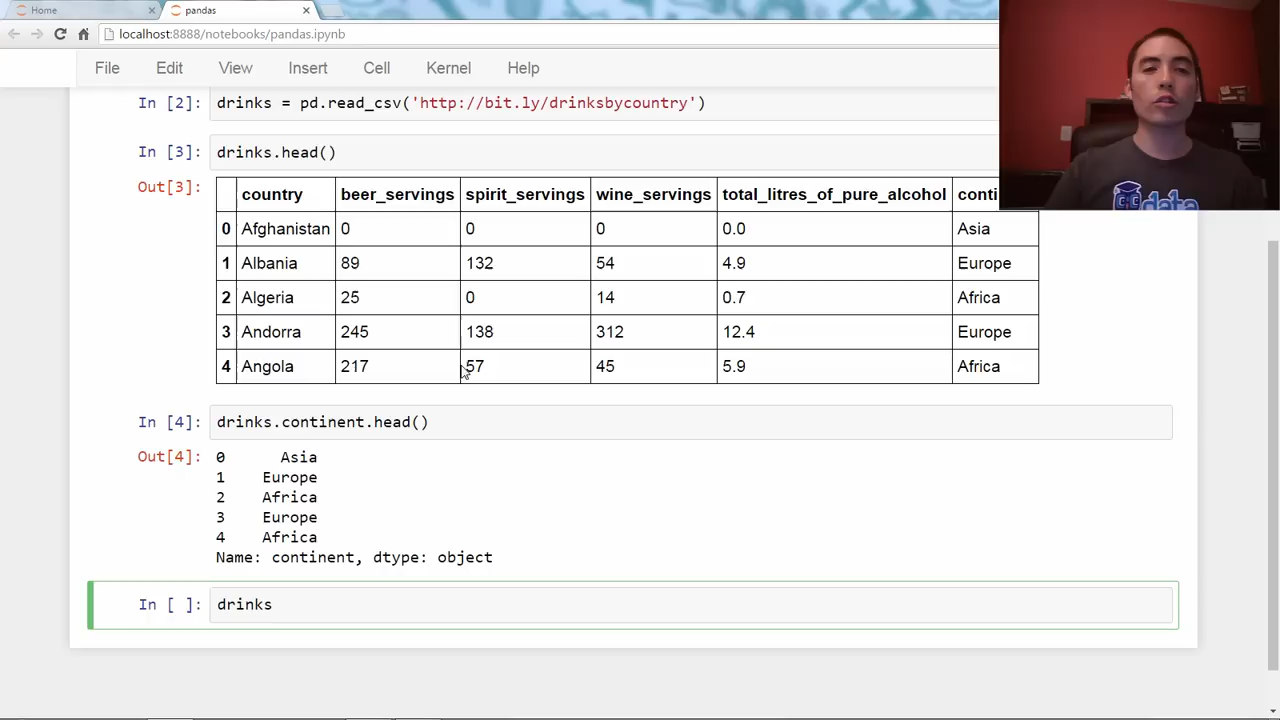 Home
pandas
localhost:8888/notebooks/pandas.ipynb
File Edit View Insert Cell Kernel Help
In [2]: drinks = pd.read_csv('http://bit.ly/drinksbycountry')
In [3]: drinks.head()
Out[3]:
country beer_servings spirit_servings wine_servings total_litres_of_pure_alcohol conti
0 Afghanistan 0 0 0 0.0 Asia
1 Albania 89 132 54 4.9 Europe
2 Algeria 25 0 14 0.7 Africa
3 Andorra 245 138 312 12.4 Europe
4 Angola 217 57 45 5.9 Africa
In [4]: drinks.continent.head()
Out[4]:
0 Asia
1 Europe
2 Africa
3 Europe
4 Africa
Name: continent, dtype: object
In [ ]: drinks
data